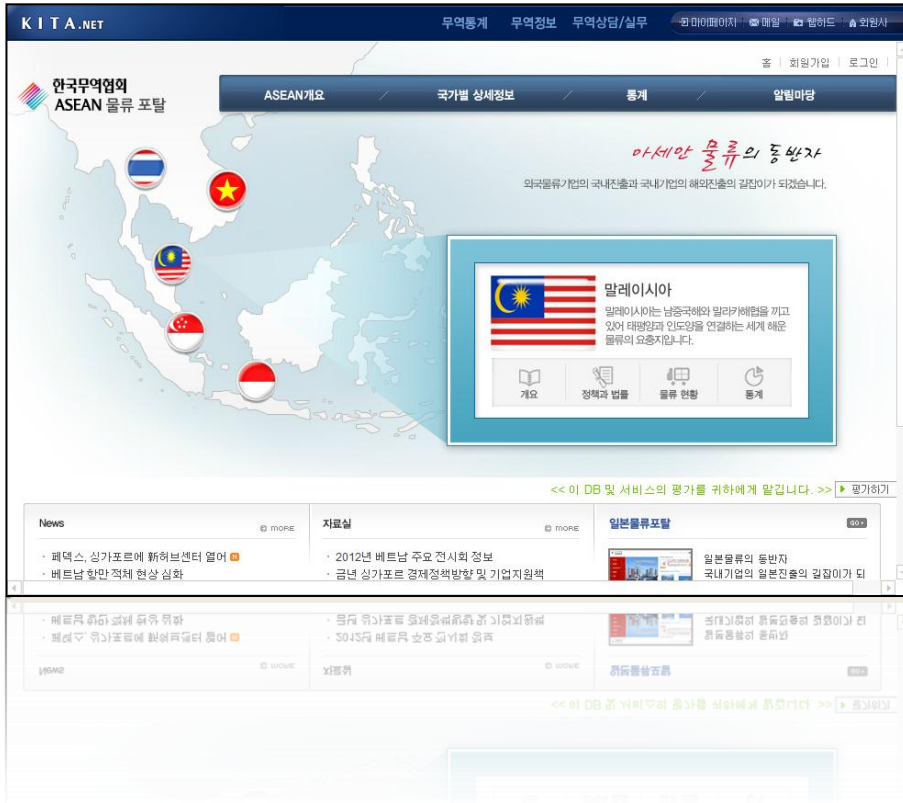 KITA.NET
무역통계 무역정보 무역상담/실무 마이페이지 메일 웹하드 회원사
홈 회원가입 로그인
한국무역협회
ASEAN 물류 포탈
ASEAN개요 / 국가별 상세정보 / 통계 / 알림마당
아세안 물류의 동반자
외국물류기업의 국내진출과 국내기업의 해외진출의 길잡이가 되겠습니다.
말레이시아
말레이시아는 남중국해와 말라카해협을 끼고
있어 태평양과 인도양을 연결하는 세계 해운
물류의 요충지입니다.
개요 정책과 법률 물류 현황 통계
<< 이 DB 및 서비스의 평가를 귀하에게 맡깁니다. >> 평가하기
News MORE
· 페덱스, 싱가포르에 新허브센터 열어
· 베트남 항만 적체 현상 심화
자료실 MORE
· 2012년 베트남 주요 전시회 정보
· 금년 싱가포르 경제정책방향 및 기업지원책
일본물류포탈 GO
일본물류의 동반자
국내기업의 일본진출의 길잡이가 되